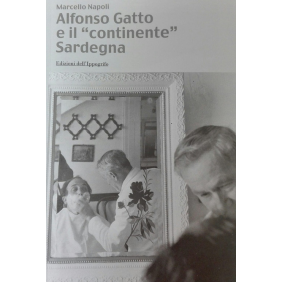 Marcello Napoli
Alfonso Gatto
e il “continente”
Sardegna
Edizioni dell'Ippogrifo